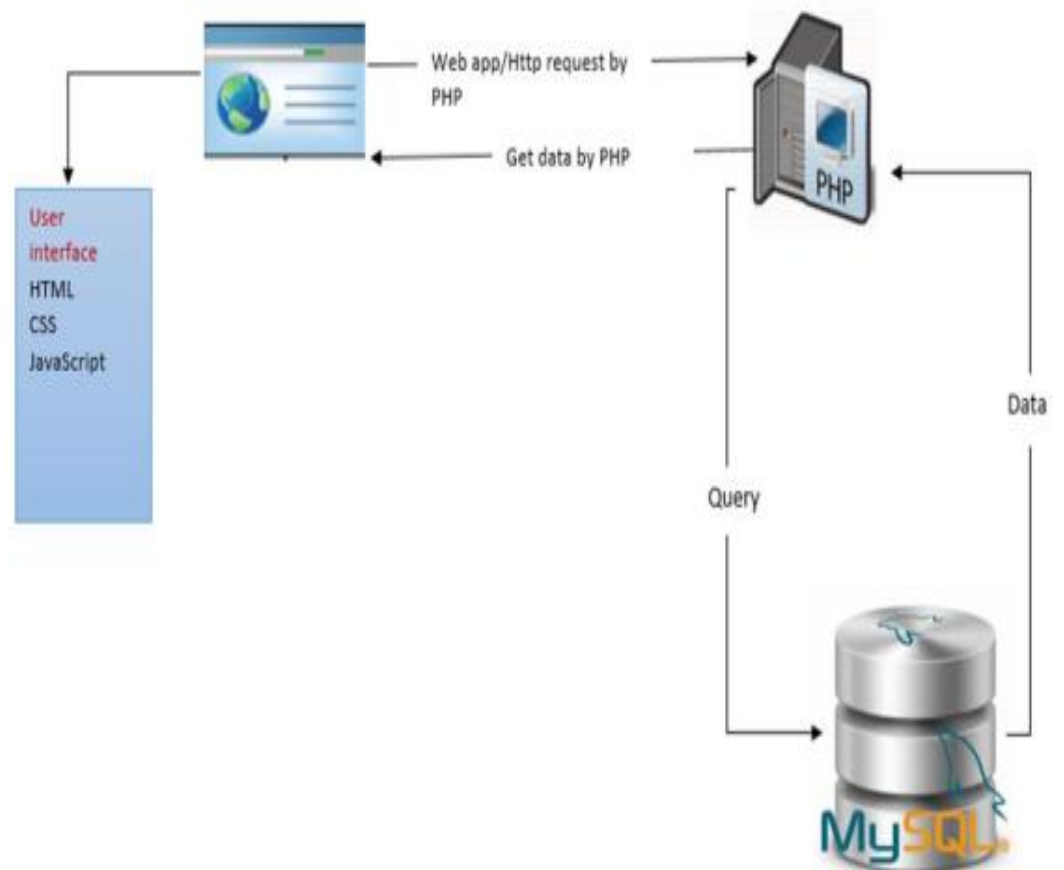 Web app/Http request by
PHP
Get data by PHP
PHP
User
interface
HTML
CSS
JavaScript
Data
Query
MySQL